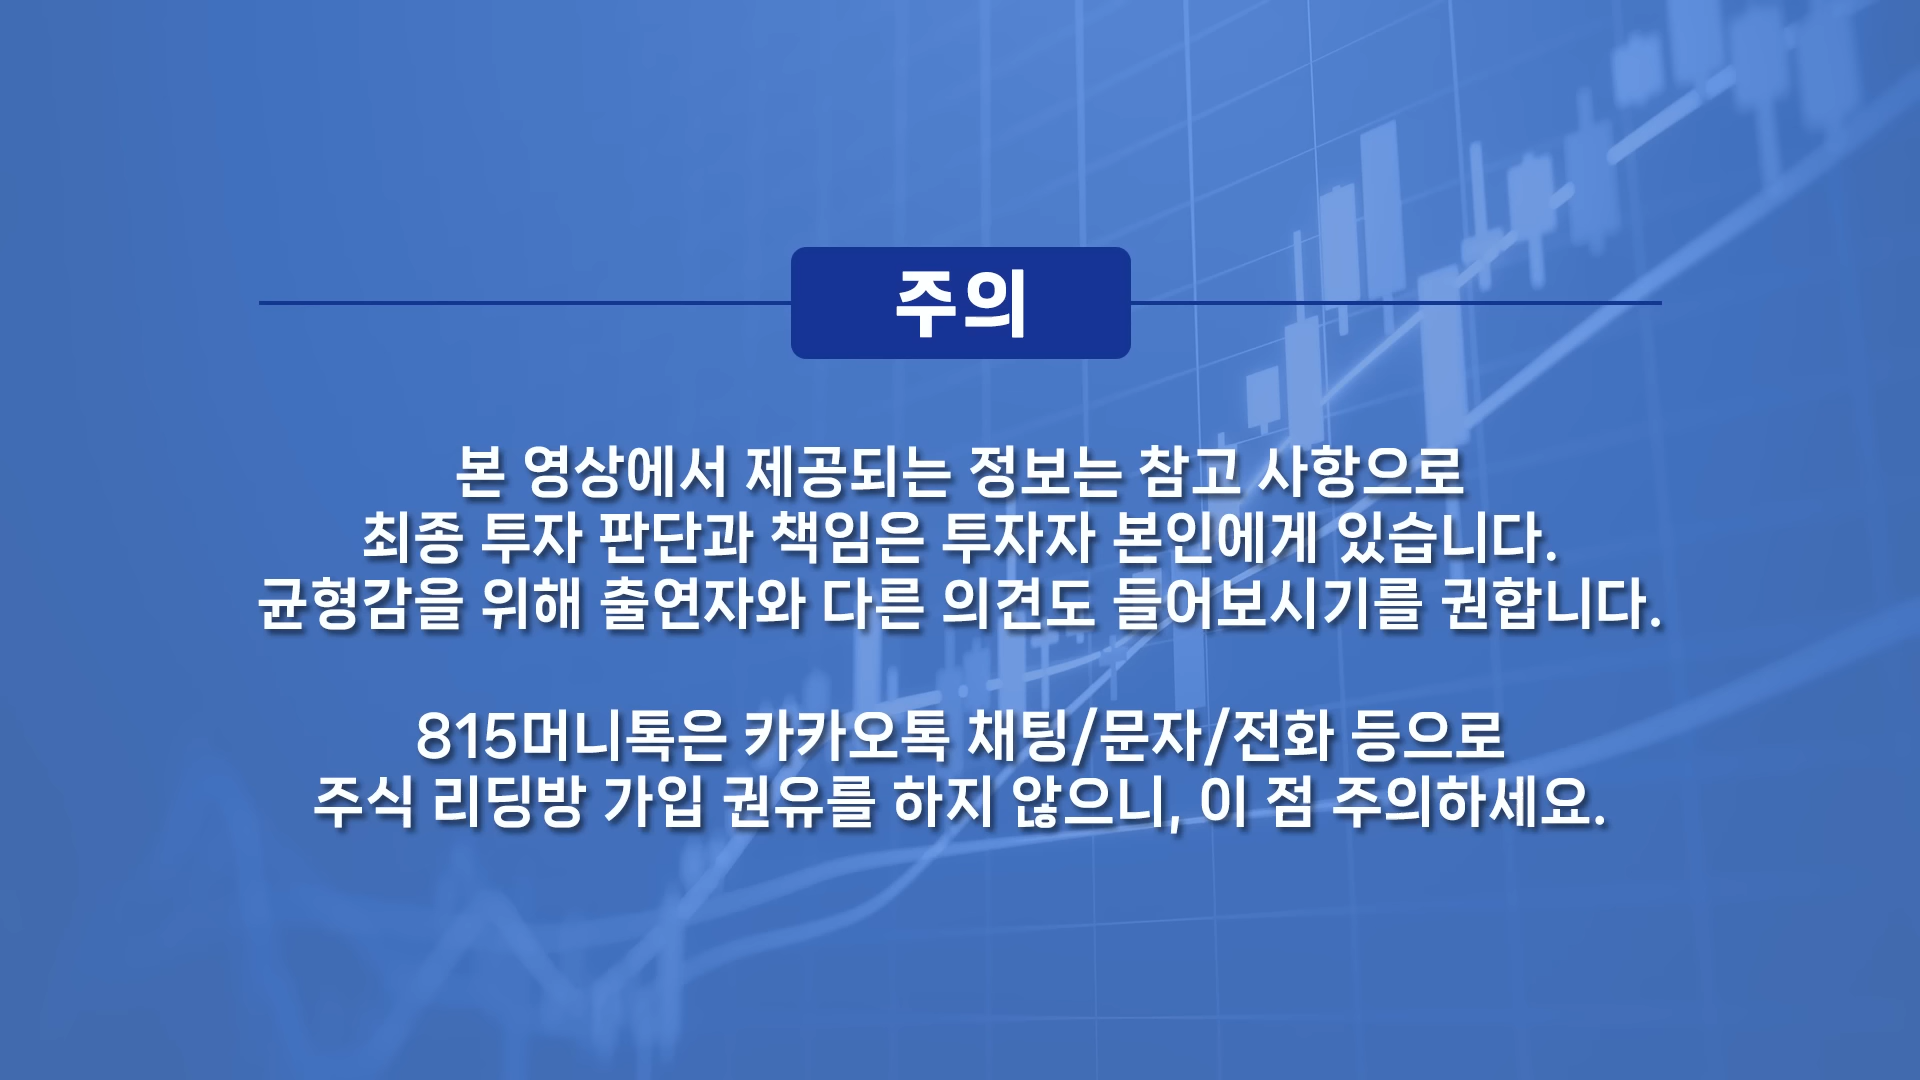 주의
본 영상에서 제공되는 정보는 참고 사항으로
최종 투자 판단과 책임은 투자자 본인에게 있습니다.
균형감을 위해 출연자와 다른 의견도 들어보시기를 권합니다.
815머니톡은 카카오톡 채팅/문자/전화 등으로
주식 리딩방 가입 권유를 하지 않으니, 이 점 주의하세요.